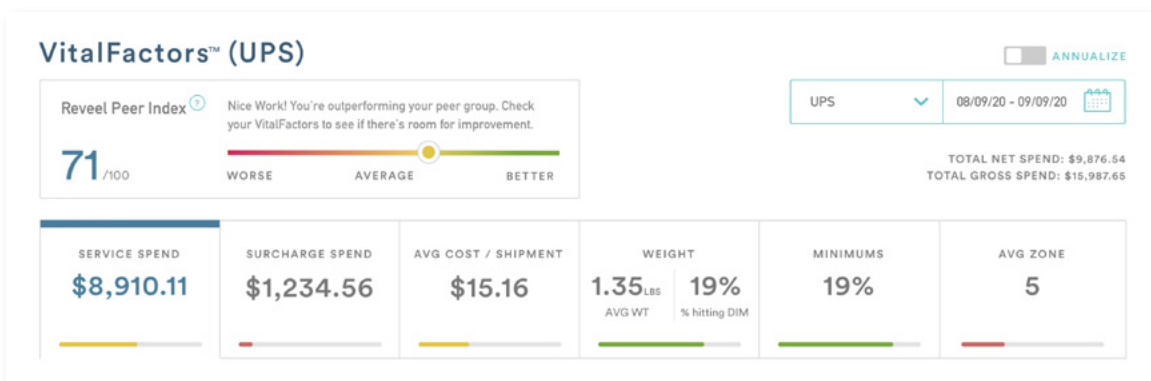 VitalFactors™ (UPS)
ANNUALIZE
Reveel Peer Index ?
Nice Work! You're outperforming your peer group. Check
your VitalFactors to see if there's room for improvement.
71 /100
WORSE AVERAGE BETTER
UPS 08/09/20 - 09/09/20
TOTAL NET SPEND: $9,876.54
TOTAL GROSS SPEND: $15,987.65
SERVICE SPEND
$8,910.11
SURCHARGE SPEND
$1,234.56
AVG COST / SHIPMENT
$15.16
WEIGHT
1.35 LBS 19%
AVG WT % hitting DIM
MINIMUMS
19%
AVG ZONE
5